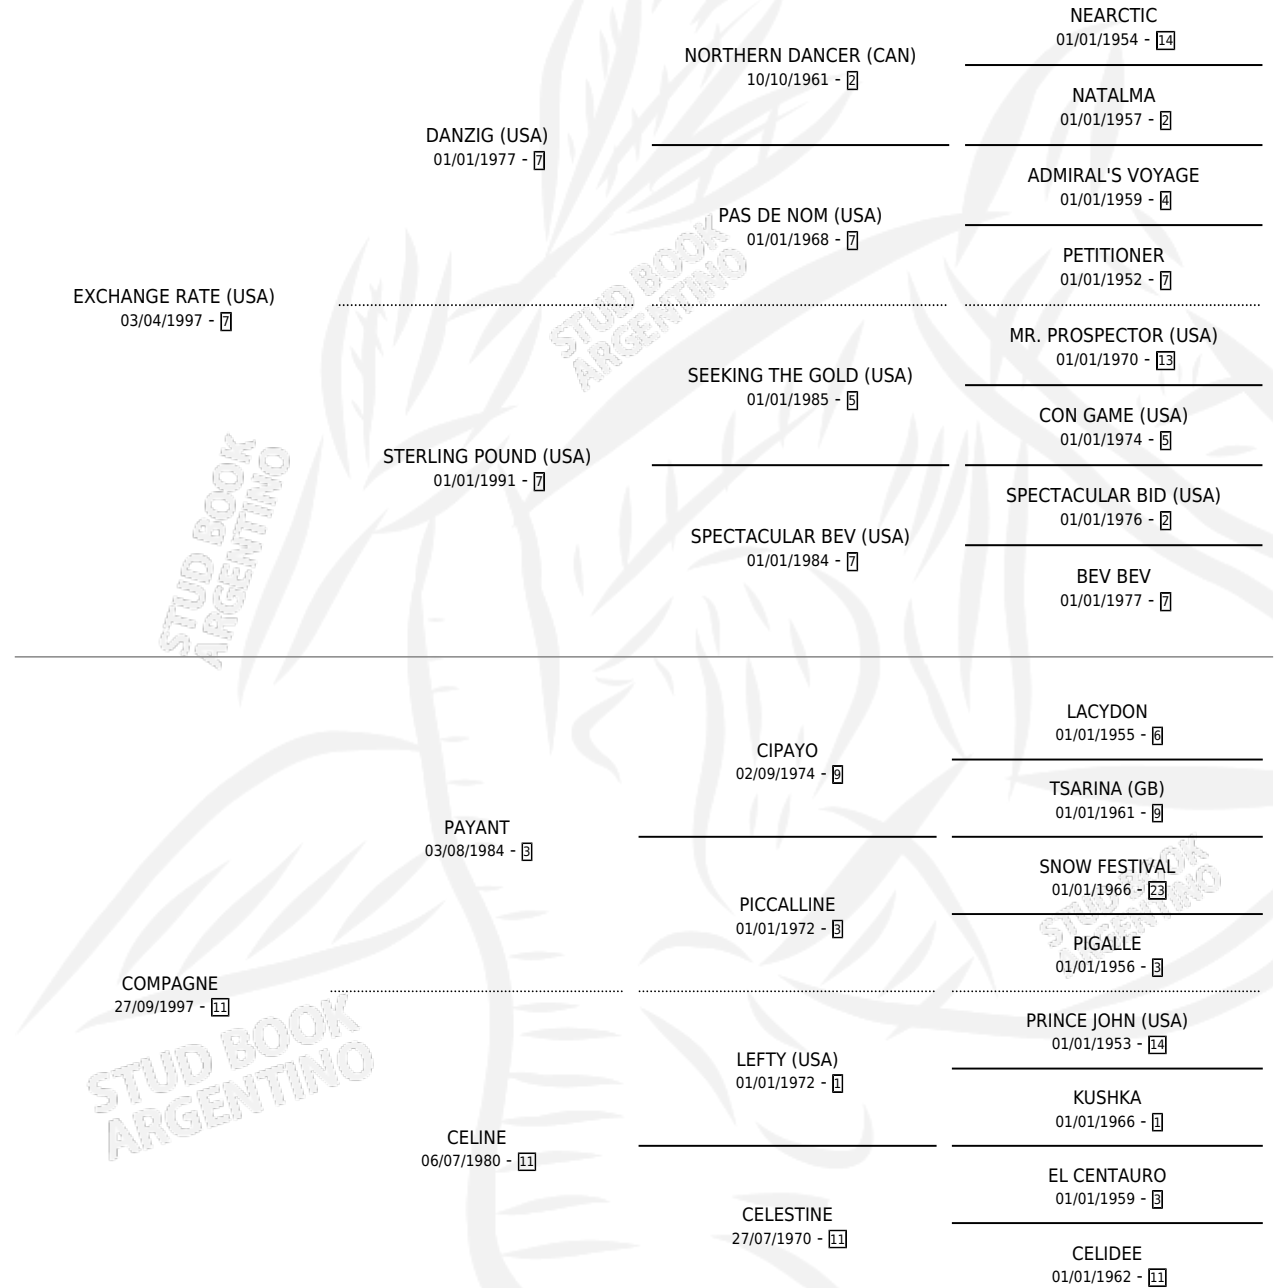 NEARCTIC
01/01/1954 - 14
NORTHERN DANCER (CAN)
10/10/1961 - 2
NATALMA
01/01/1957 - 2
DANZIG (USA)
01/01/1977 - 7
ADMIRAL'S VOYAGE
01/01/1959 - 4
PAS DE NOM (USA)
01/01/1968 - 7
PETITIONER
01/01/1952 - 7
EXCHANGE RATE (USA)
03/04/1997 - 7
MR. PROSPECTOR (USA)
01/01/1970 - 13
SEEKING THE GOLD (USA)
01/01/1985 - 5
CON GAME (USA)
01/01/1974 - 5
STERLING POUND (USA)
01/01/1991 - 7
SPECTACULAR BID (USA)
01/01/1976 - 2
SPECTACULAR BEV (USA)
01/01/1984 - 7
BEV BEV
01/01/1977 - 7
LACYDON
01/01/1955 - 6
CIPAYO
02/09/1974 - 9
TSARINA (GB)
01/01/1961 - 9
PAYANT
03/08/1984 - 3
SNOW FESTIVAL
01/01/1966 - 23
PICCALLINE
01/01/1972 - 3
PIGALLE
01/01/1956 - 3
COMPAGNE
27/09/1997 - 11
PRINCE JOHN (USA)
01/01/1953 - 14
LEFTY (USA)
01/01/1972 - 1
KUSHKA
01/01/1966 - 1
CELINE
06/07/1980 - 11
EL CENTAURO
01/01/1959 - 3
CELESTINE
27/07/1970 - 11
CELIDEE
01/01/1962 - 11
STUD BOOK
ARGENTINO
STUD BOOK
ARGENTINO
STUD BOOK
ARGENTINO
STUD BOOK
ARGENTINO